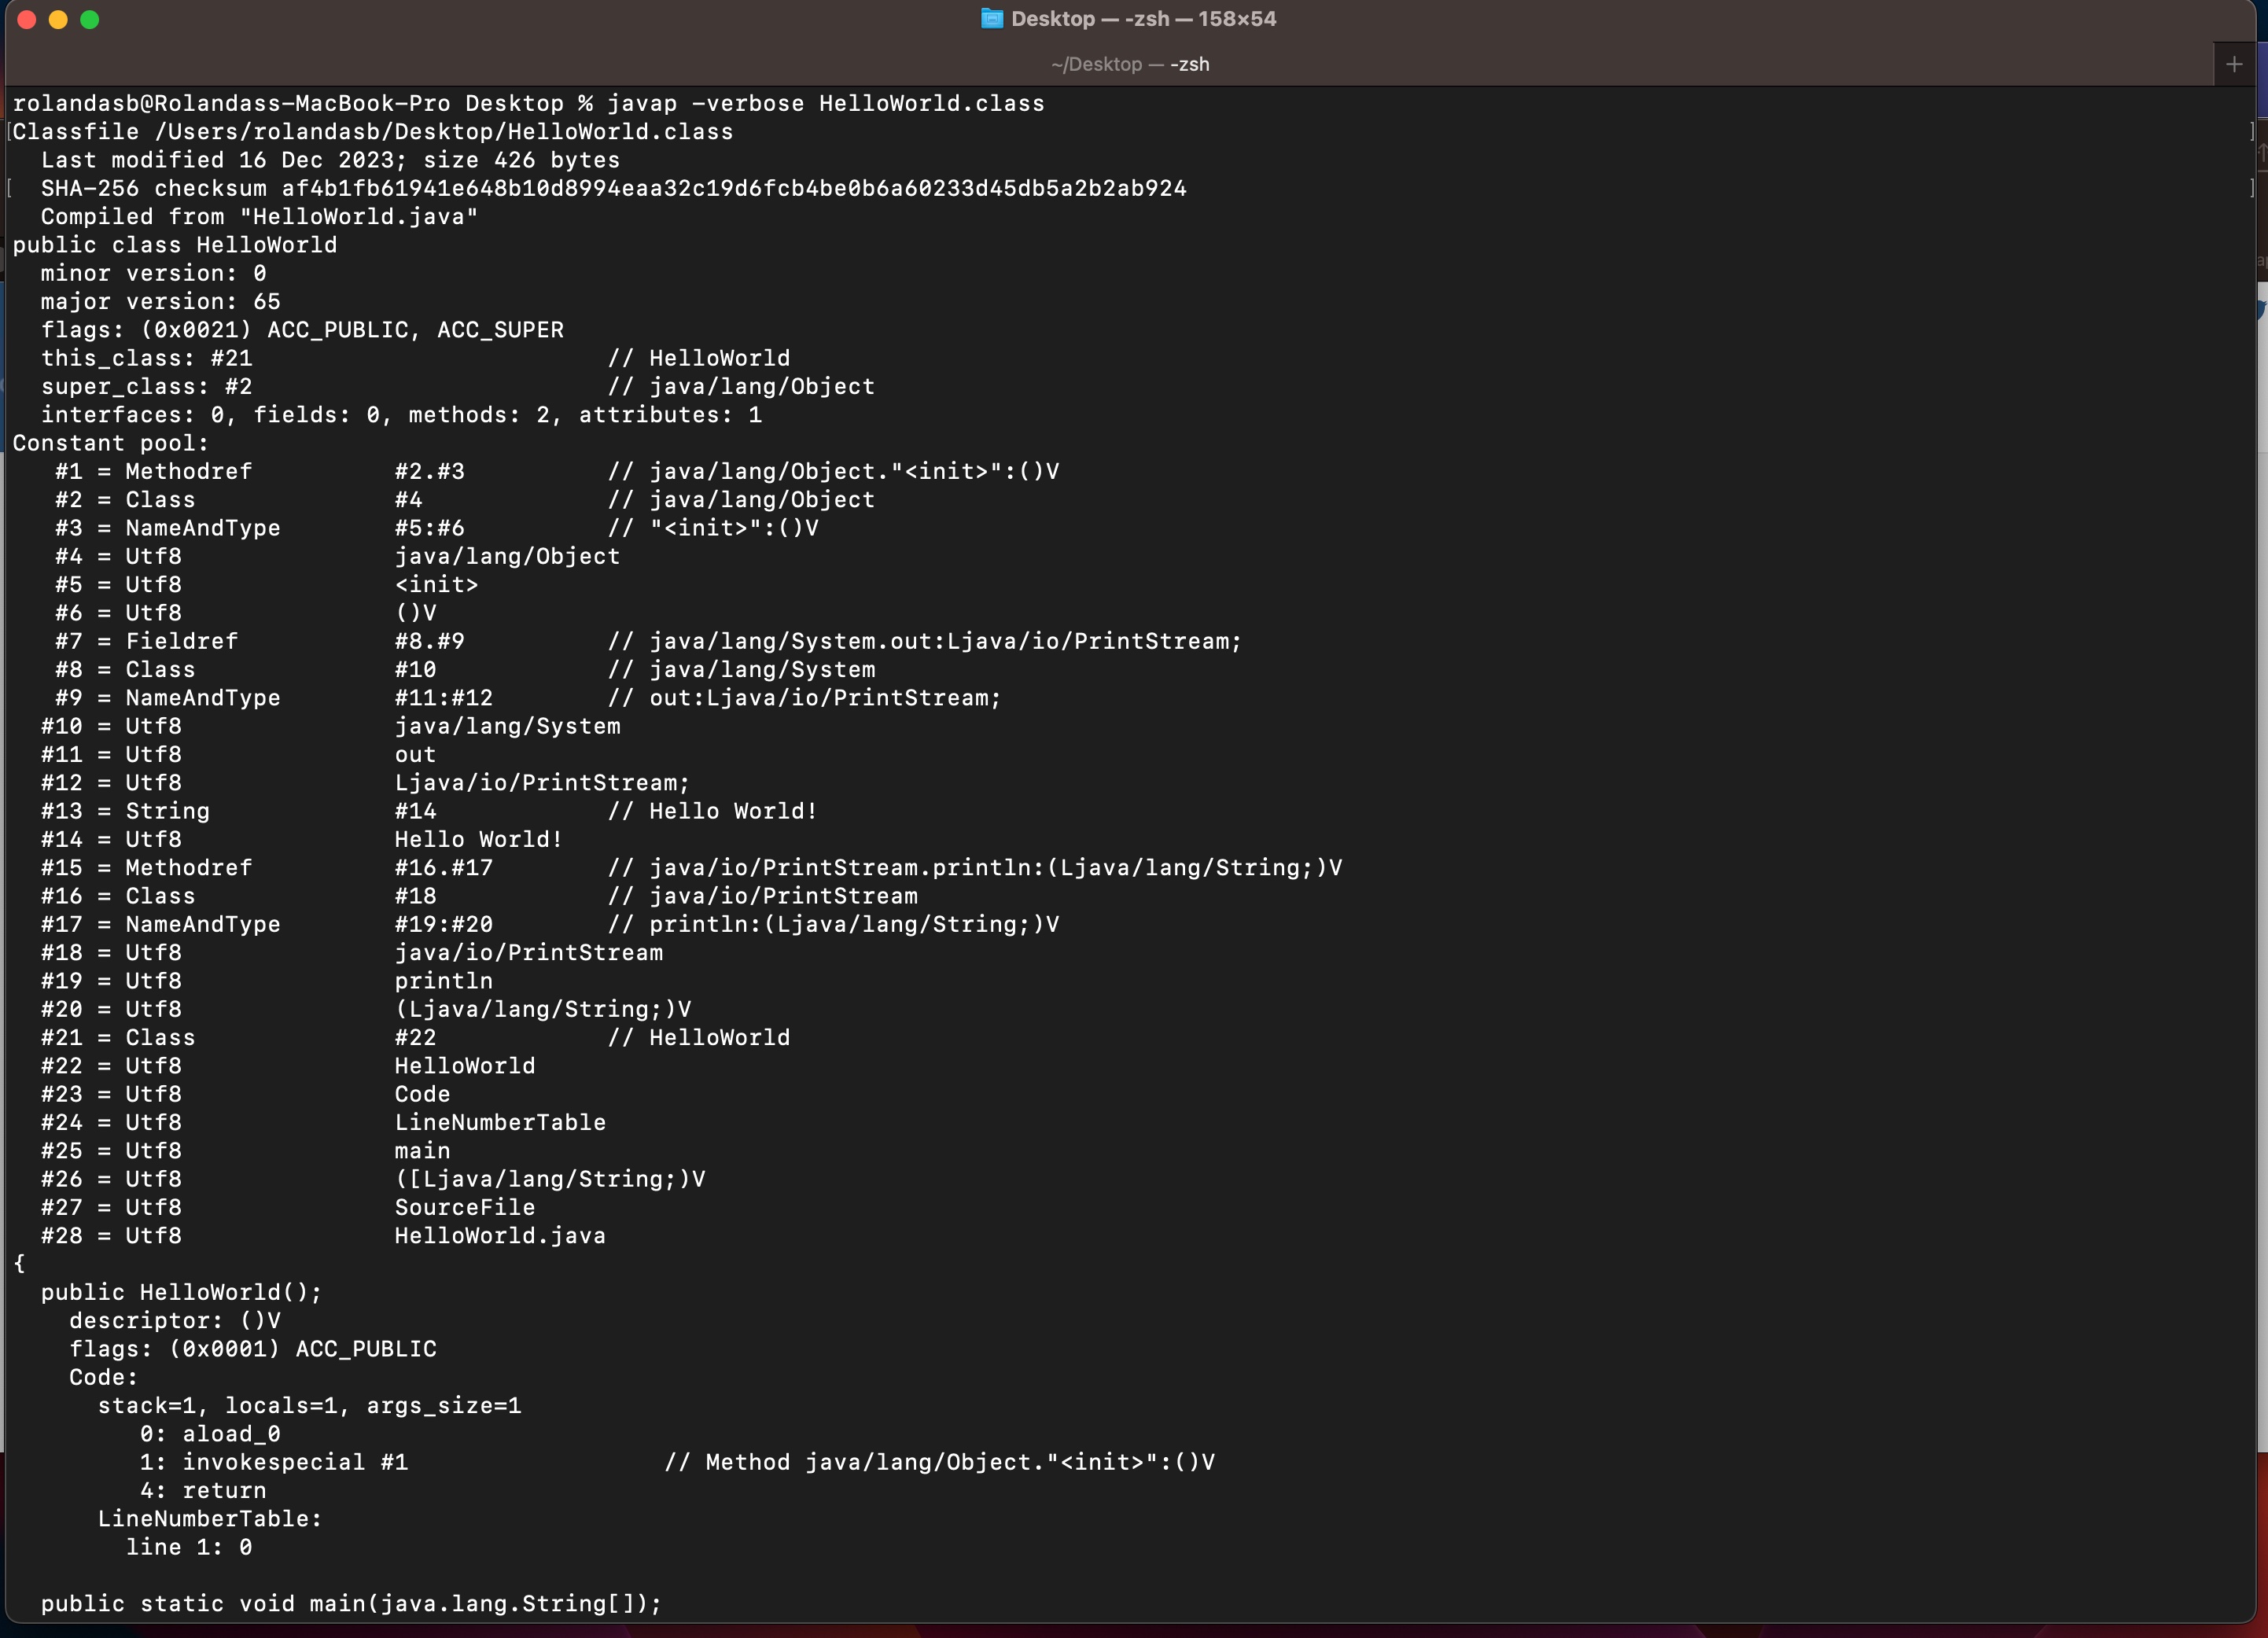 Desktop — -zsh — 158×54
~/Desktop — -zsh
rolandasb@Rolandass-MacBook-Pro Desktop % javap -verbose HelloWorld.class
[Classfile /Users/rolandasb/Desktop/HelloWorld.class ]
  Last modified 16 Dec 2023; size 426 bytes
[  SHA-256 checksum af4b1fb61941e648b10d8994eaa32c19d6fcb4be0b6a60233d45db5a2b2ab924 ]
  Compiled from "HelloWorld.java"
public class HelloWorld
  minor version: 0
  major version: 65
  flags: (0x0021) ACC_PUBLIC, ACC_SUPER
  this_class: #21                         // HelloWorld
  super_class: #2                         // java/lang/Object
  interfaces: 0, fields: 0, methods: 2, attributes: 1
Constant pool:
   #1 = Methodref          #2.#3          // java/lang/Object."<init>":()V
   #2 = Class              #4             // java/lang/Object
   #3 = NameAndType        #5:#6          // "<init>":()V
   #4 = Utf8               java/lang/Object
   #5 = Utf8               <init>
   #6 = Utf8               ()V
   #7 = Fieldref           #8.#9          // java/lang/System.out:Ljava/io/PrintStream;
   #8 = Class              #10            // java/lang/System
   #9 = NameAndType        #11:#12        // out:Ljava/io/PrintStream;
  #10 = Utf8               java/lang/System
  #11 = Utf8               out
  #12 = Utf8               Ljava/io/PrintStream;
  #13 = String             #14            // Hello World!
  #14 = Utf8               Hello World!
  #15 = Methodref          #16.#17        // java/io/PrintStream.println:(Ljava/lang/String;)V
  #16 = Class              #18            // java/io/PrintStream
  #17 = NameAndType        #19:#20        // println:(Ljava/lang/String;)V
  #18 = Utf8               java/io/PrintStream
  #19 = Utf8               println
  #20 = Utf8               (Ljava/lang/String;)V
  #21 = Class              #22            // HelloWorld
  #22 = Utf8               HelloWorld
  #23 = Utf8               Code
  #24 = Utf8               LineNumberTable
  #25 = Utf8               main
  #26 = Utf8               ([Ljava/lang/String;)V
  #27 = Utf8               SourceFile
  #28 = Utf8               HelloWorld.java
{
  public HelloWorld();
    descriptor: ()V
    flags: (0x0001) ACC_PUBLIC
    Code:
      stack=1, locals=1, args_size=1
         0: aload_0
         1: invokespecial #1                  // Method java/lang/Object."<init>":()V
         4: return
      LineNumberTable:
        line 1: 0
  public static void main(java.lang.String[]);